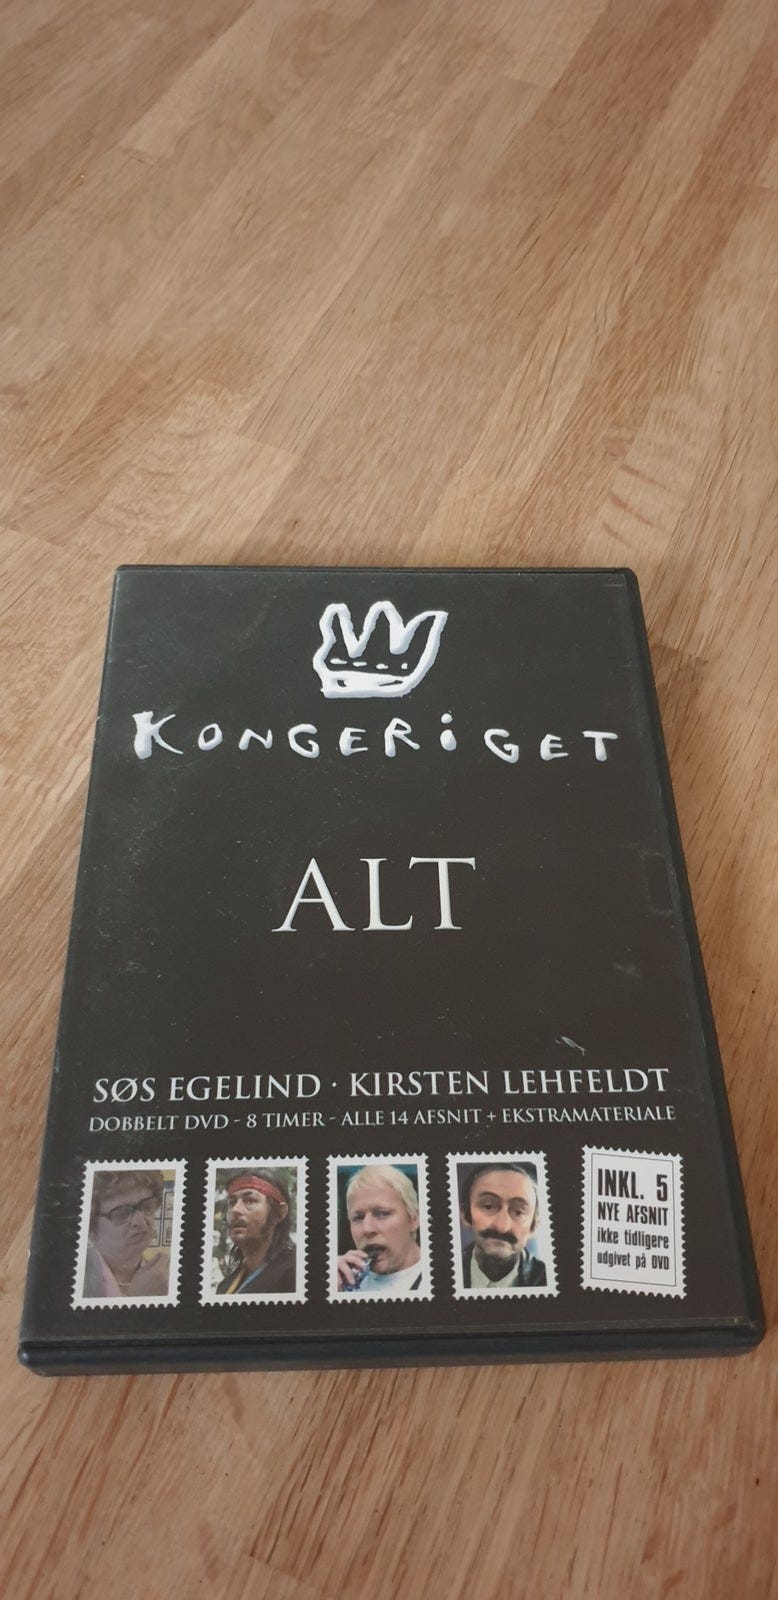 KONGERiGET
ALT
SØS EGELIND · KIRSTEN LEHFELDT
DOBBELT DVD - 8 TIMER - ALLE 14 AFSNIT + EKSTRAMATERIALE
INKL. 5
NYE AFSNIT
ikke tidligere
udgivet på DVD